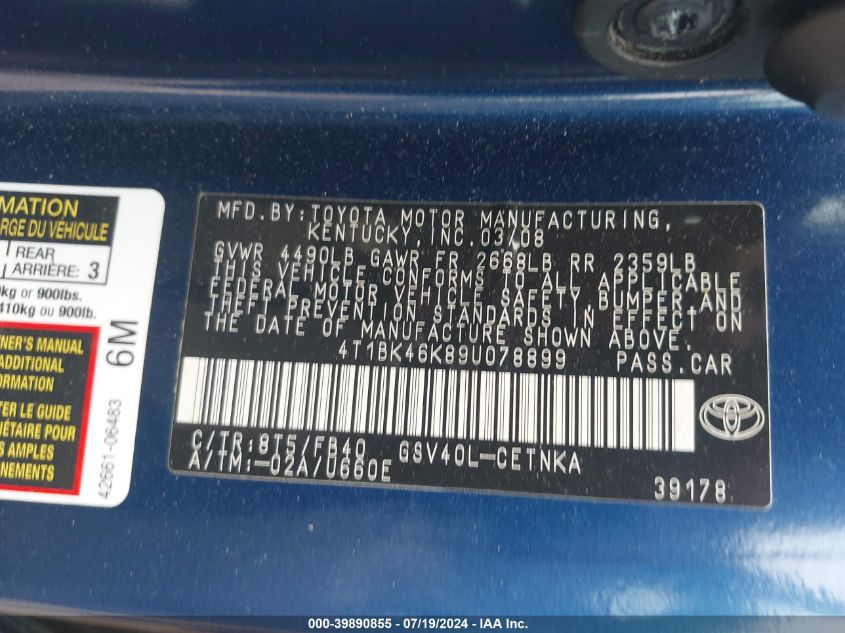 MATION
ARGE DU VÉHICULE
REAR
ARRIÈRE: 3
kg or 900lbs.
410kg ou 900lb.
NER'S MANUAL
ADDITIONAL
FORMATION
TER LE GUIDE
IÉTAIRE POUR
S AMPLES
NEMENTS
6M
42661-06483
MFD.BY:TOYOTA MOTOR MANUFACTURING,
KENTUCKY,INC.03/08
GVWR 4490LB GAWR FR 2668LB RR 2359LB
THIS VEHICLE CONFORMS TO ALL APPLICABLE
FEDERAL MOTOR VEHICLE SAFETY,BUMPER,AND
THEFT PREVENTION STANDARDS IN EFFECT ON
THE DATE OF MANUFACTURE SHOWN ABOVE.
4T1BK46K89U078899 PASS.CAR
C/TR:8T5/FB40 GSV40L-CETNKA
A/TM:-02A/U660E
39178
000-39890855 - 07/19/2024 - IAAI.com